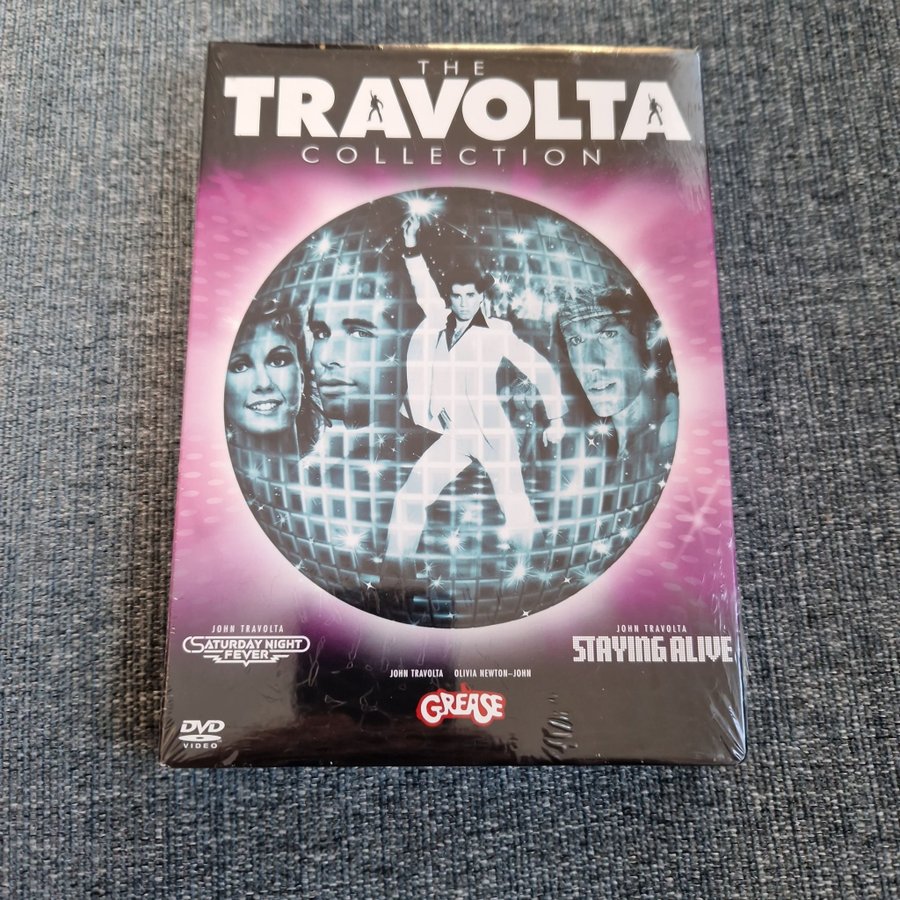 THE
TRAVOLTA
COLLECTION
JOHN TRAVOLTA
SATURDAY NIGHT
FEVER
JOHN TRAVOLTA
STAYING ALIVE
JOHN TRAVOLTA OLIVIA NEWTON-JOHN
GREASE
DVD
VIDEO